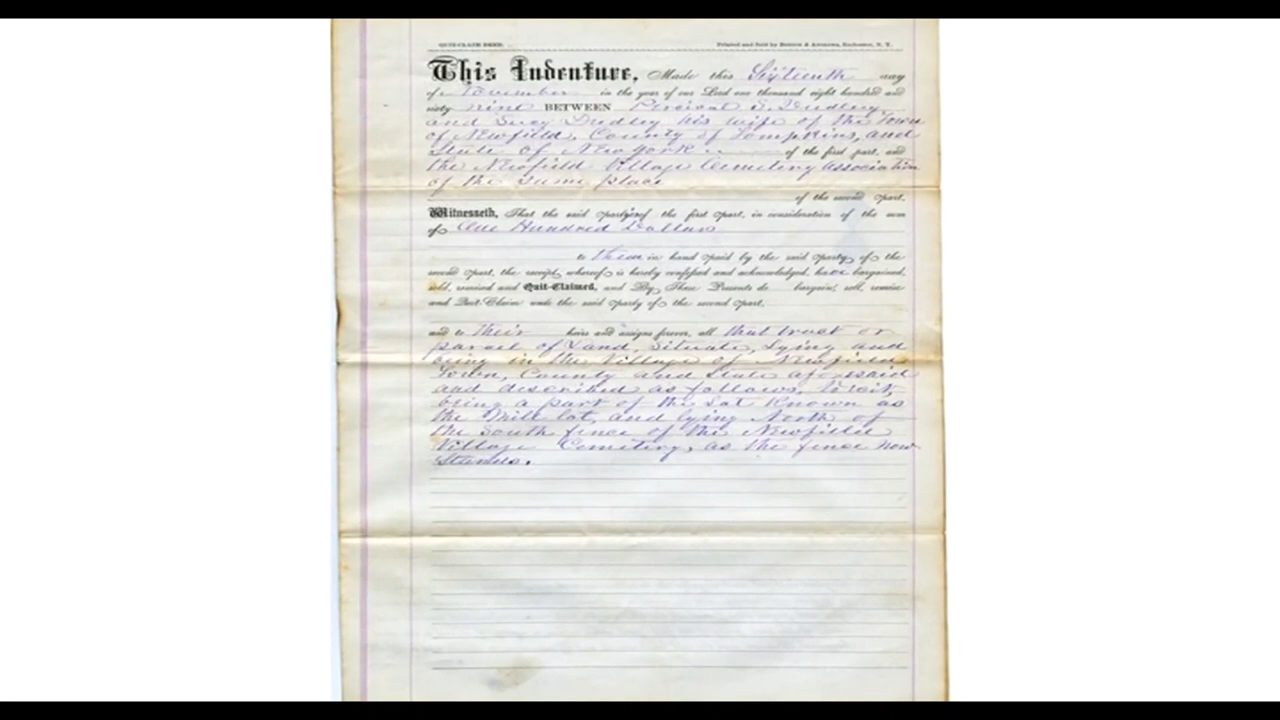 QUIT-CLAIM DEED.
Printed and Sold by & Andrews, Rochester, N. Y.
This Indenture, Made this Sixteenth day
of November in the year of our Lord one thousand eight hundred and
sixty nine BETWEEN Percival S. Dudley
and Lucy Dudley his wife of the Town
of Newfield, County of Tompkins, and
State of New York of the first part, and
the Newfield Village Cemetery Association
of the same place
of the second part,
Witnesseth, That the said parties of the first part, in consideration of the sum
of One Hundred Dollars
to them in hand paid by the said party of the
second part, the receipt whereof is hereby confessed and acknowledged, have bargained,
sold, remised and Quit-Claimed, and By These Presents do bargain, sell, remise
and Quit-Claim unto the said party of the second part,
and to their heirs and assigns forever, all that tract or
parcel of Land, Situate, Lying and
being in the Village of Newfield
Town, County and State aforesaid
and described as follows, to wit,
being a part of the Lot Known as
the Mill lot, and lying North of
the South fence of the Newfield
Village Cemetery, as the fence now
Stands.